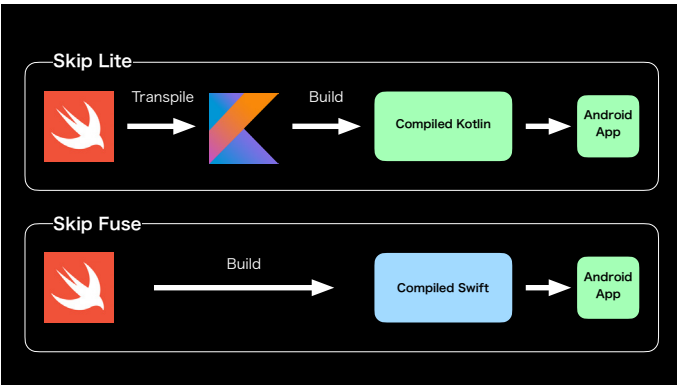 Skip Lite
Transpile
Build
Compiled Kotlin
Android
App
Skip Fuse
Build
Compiled Swift
Android
App